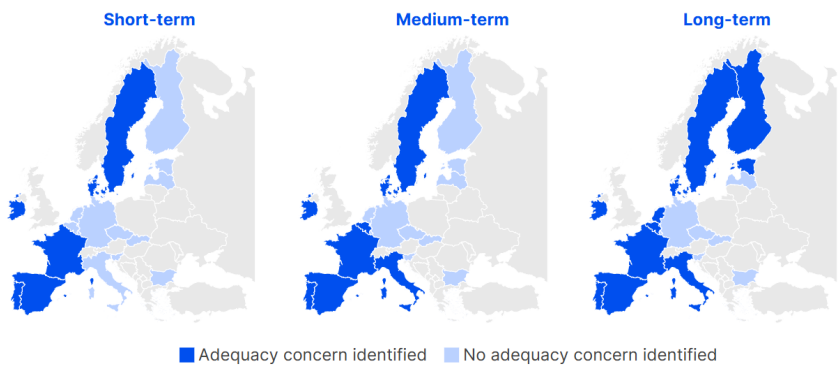 Short-term
Medium-term
Long-term
Adequacy concern identified
No adequacy concern identified